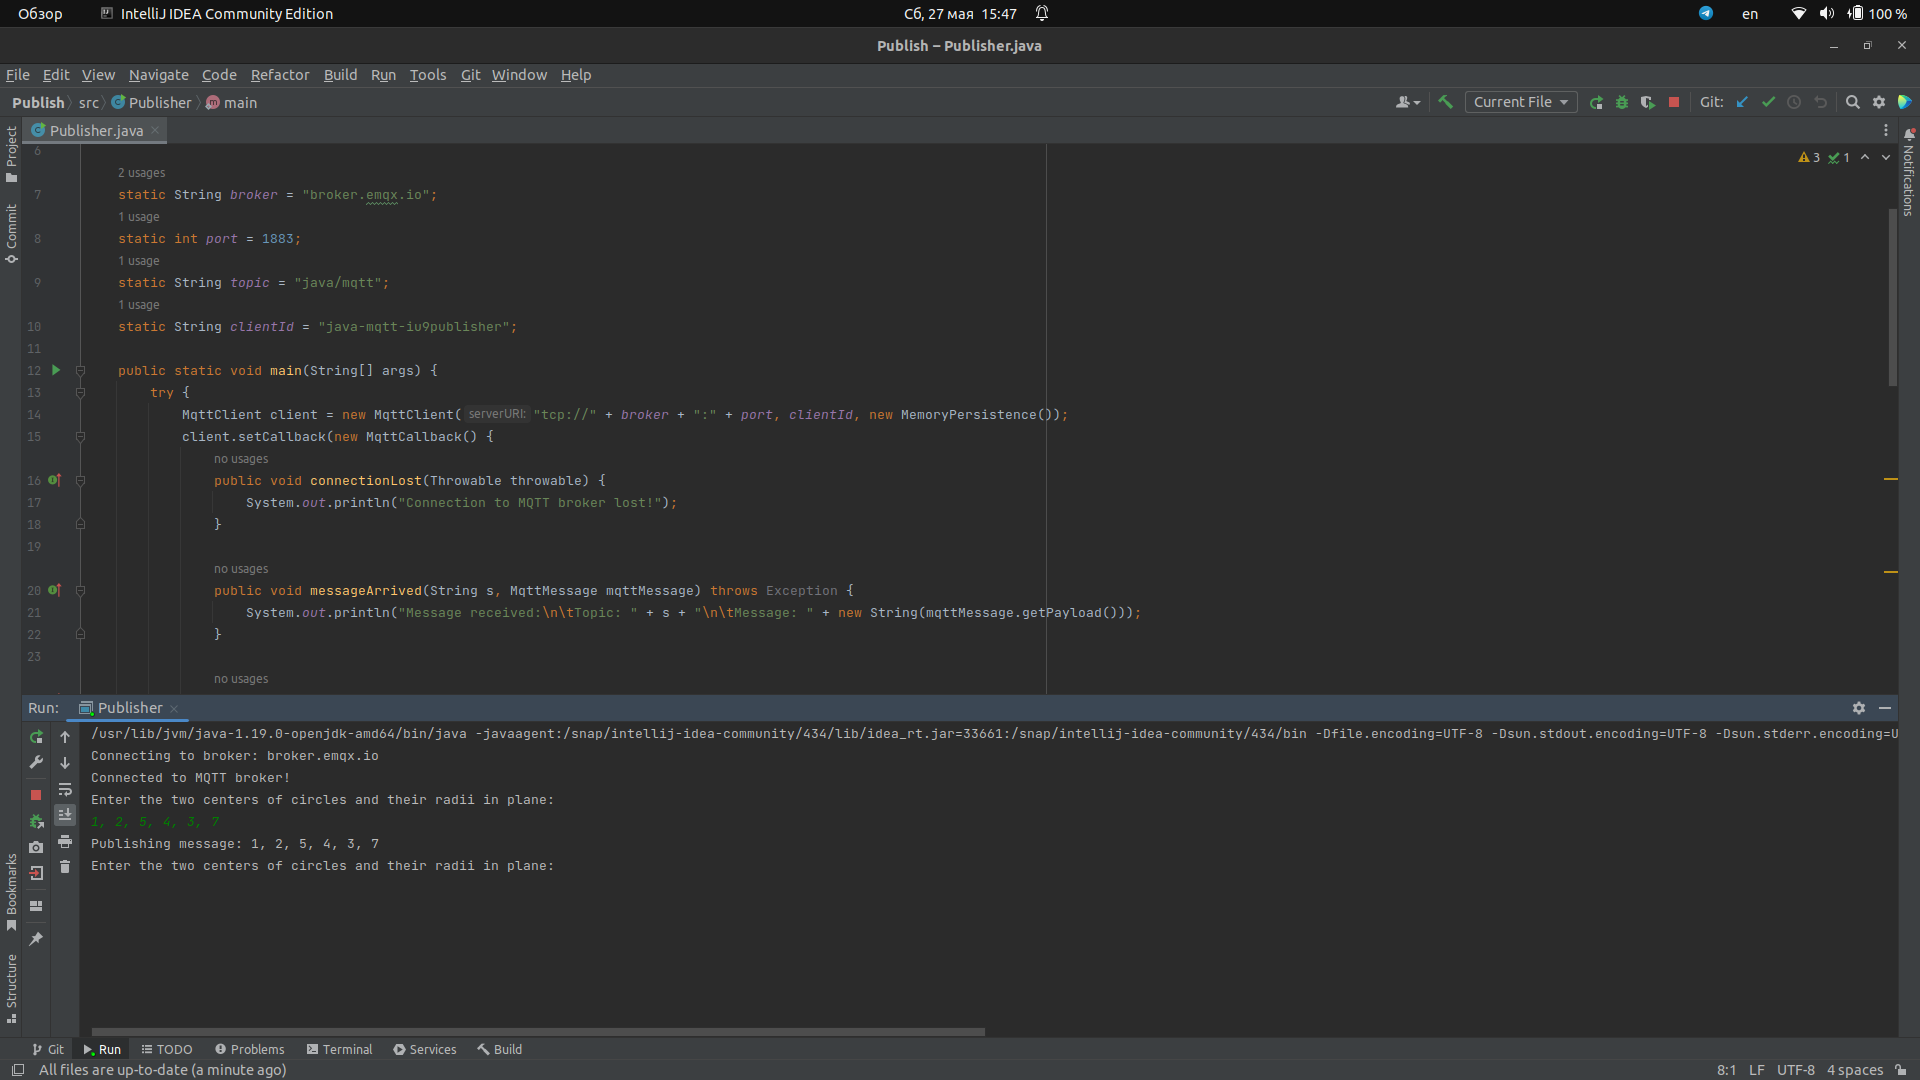 Обзор
IntelliJ IDEA Community Edition
Сб, 27 мая 15:47
en
100 %
Publish – Publisher.java
File Edit View Navigate Code Refactor Build Run Tools Git Window Help
Publish src Publisher main
Current File
Git:
Publisher.java
Project
Commit
Bookmarks
Structure
Notifications
3 1
6
2 usages
7 static String broker = "broker.emqx.io";
1 usage
8 static int port = 1883;
1 usage
9 static String topic = "java/mqtt";
1 usage
10 static String clientId = "java-mqtt-iu9publisher";
11
12 public static void main(String[] args) {
13 try {
14 MqttClient client = new MqttClient( serverURI: "tcp://" + broker + ":" + port, clientId, new MemoryPersistence());
15 client.setCallback(new MqttCallback() {
no usages
16 public void connectionLost(Throwable throwable) {
17 System.out.println("Connection to MQTT broker lost!");
18 }
19
no usages
20 public void messageArrived(String s, MqttMessage mqttMessage) throws Exception {
21 System.out.println("Message received:\n\tTopic: " + s + "\n\tMessage: " + new String(mqttMessage.getPayload()));
22 }
23
no usages
Run: Publisher
/usr/lib/jvm/java-1.19.0-openjdk-amd64/bin/java -javaagent:/snap/intellij-idea-community/434/lib/idea_rt.jar=33661:/snap/intellij-idea-community/434/bin -Dfile.encoding=UTF-8 -Dsun.stdout.encoding=UTF-8 -Dsun.stderr.encoding=U
Connecting to broker: broker.emqx.io
Connected to MQTT broker!
Enter the two centers of circles and their radii in plane:
1, 2, 5, 4, 3, 7
Publishing message: 1, 2, 5, 4, 3, 7
Enter the two centers of circles and their radii in plane:
Git Run TODO Problems Terminal Services Build
All files are up-to-date (a minute ago)
8:1 LF UTF-8 4 spaces